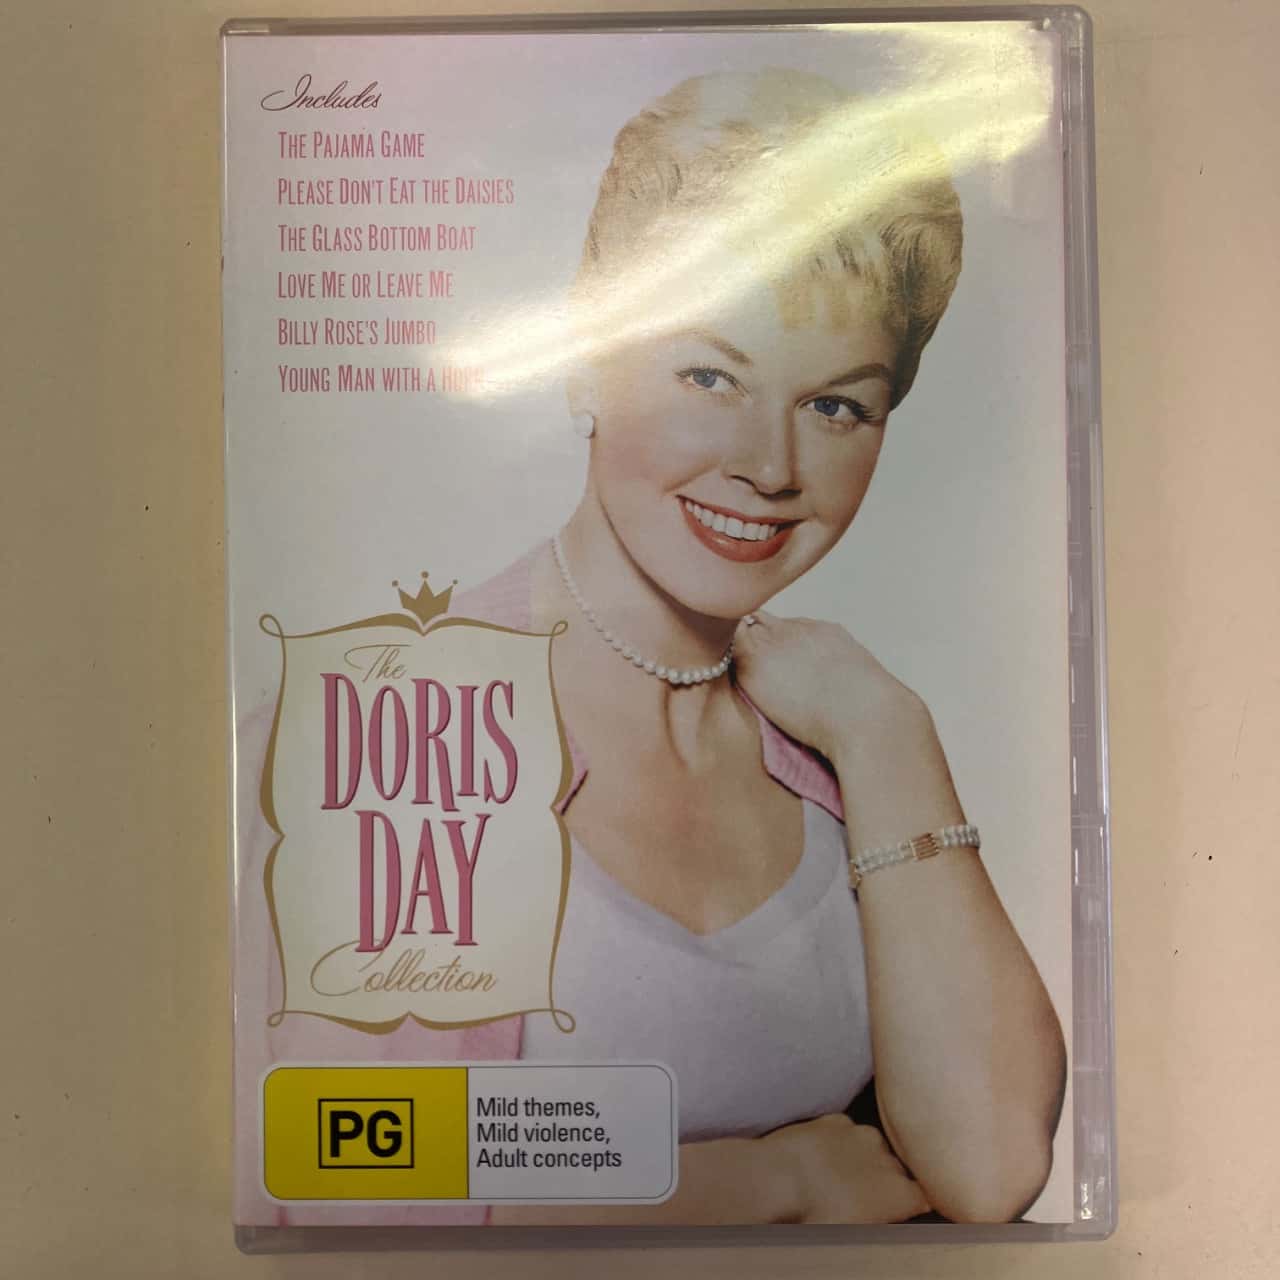 Includes
THE PAJAMA GAME
PLEASE DON'T EAT THE DAISIES
THE GLASS BOTTOM BOAT
LOVE ME OR LEAVE ME
BILLY ROSE'S JUMBO
YOUNG MAN WITH A HORN
The
DORIS
DAY
Collection
PG
Mild themes,
Mild violence,
Adult concepts